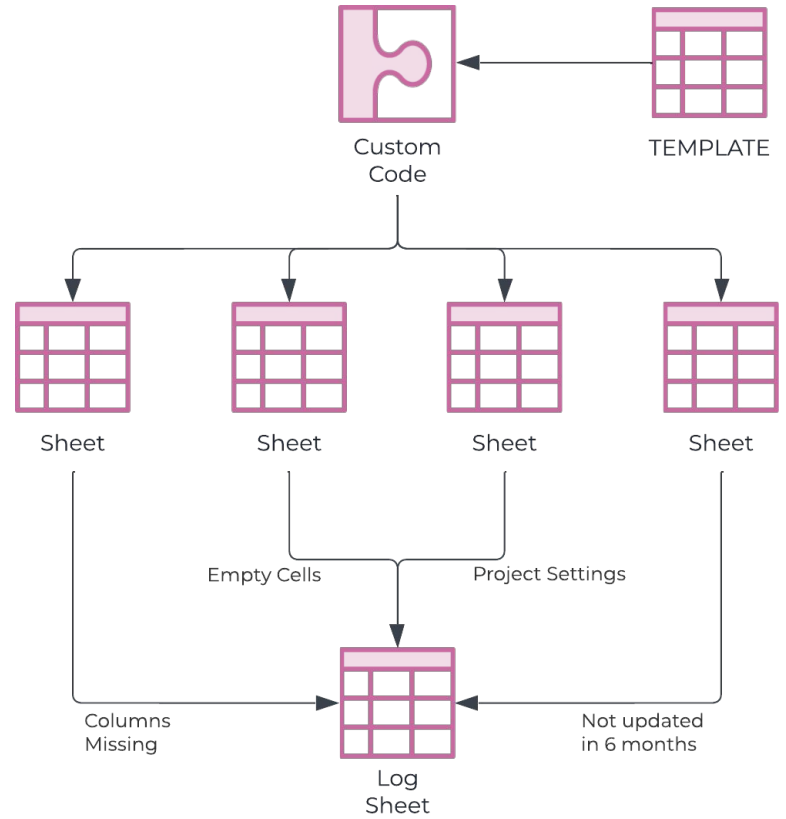 Custom
Code
TEMPLATE
Sheet
Sheet
Sheet
Sheet
Empty Cells
Project Settings
Columns
Missing
Not updated
in 6 months
Log
Sheet